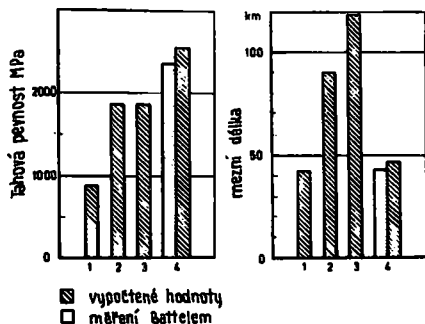 Tahová pevnost MPa
2000
1000
0
1 2 3 4
mezní délka
km
100
50
0
1 2 3 4
vypočtené hodnoty
měření Battelem